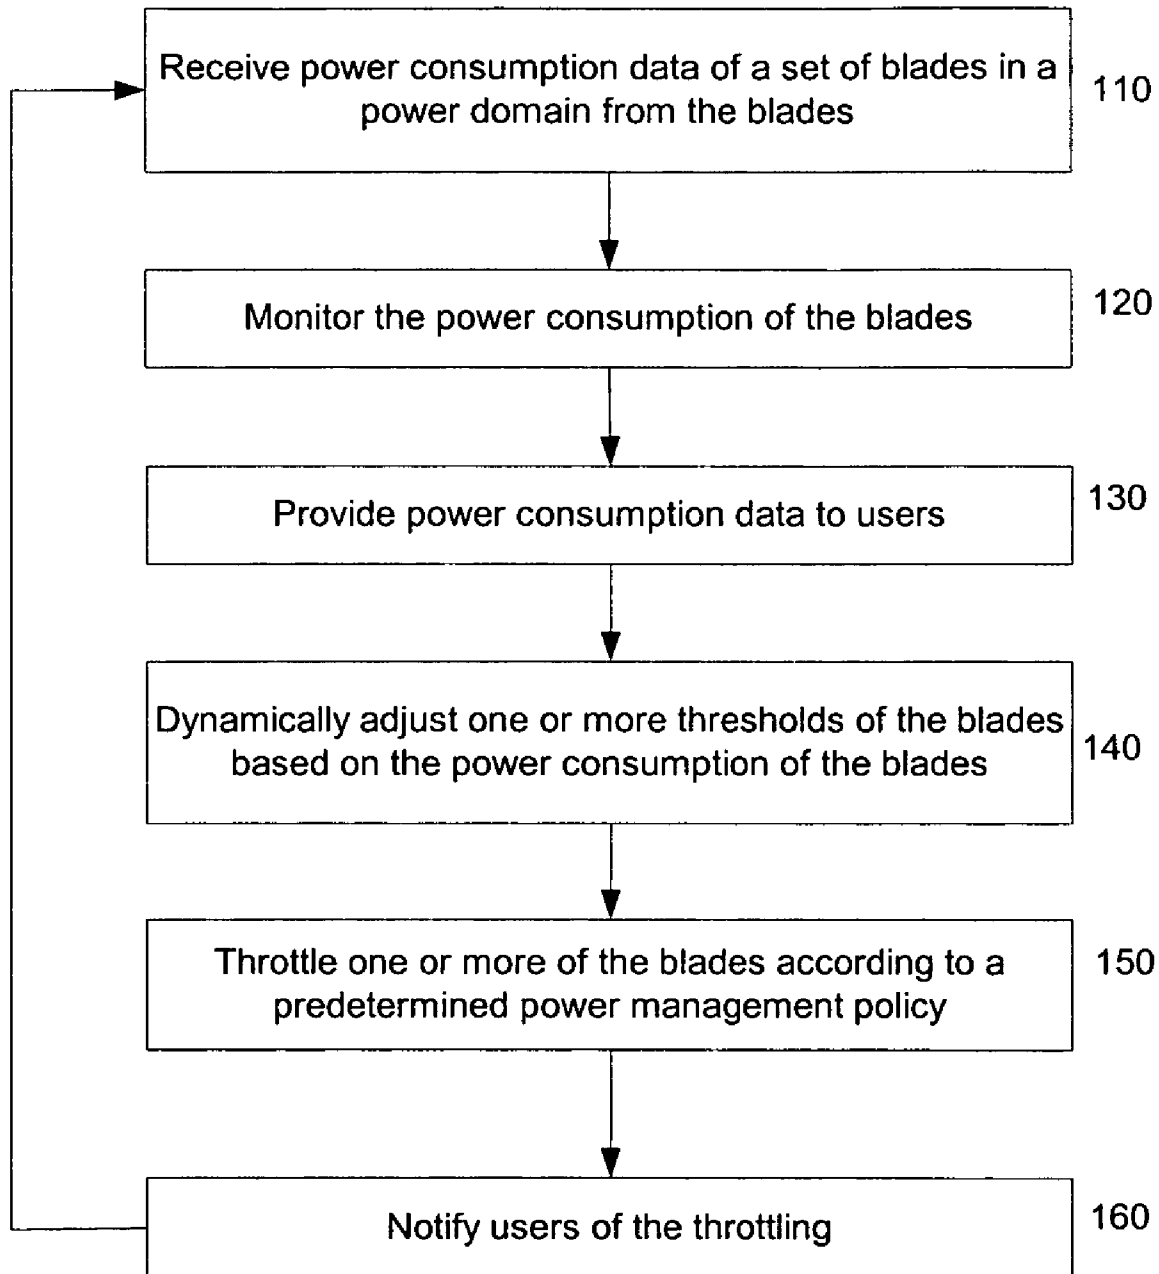 Receive power consumption data of a set of blades in a
power domain from the blades
110
Monitor the power consumption of the blades
120
Provide power consumption data to users
130
Dynamically adjust one or more thresholds of the blades
based on the power consumption of the blades
140
Throttle one or more of the blades according to a
predetermined power management policy
150
Notify users of the throttling
160